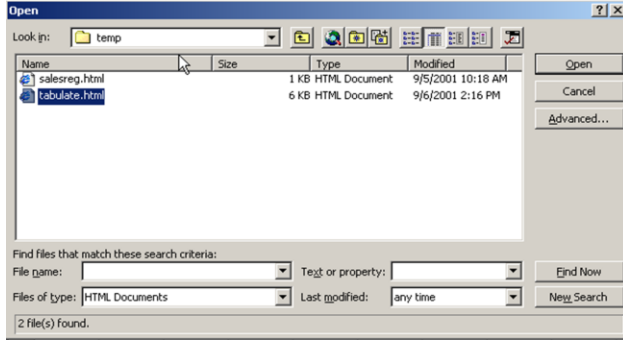 Open
Look in: temp
Name Size Type Modified
salesreg.html 1 KB HTML Document 9/5/2001 10:18 AM
tabulate.html 6 KB HTML Document 9/6/2001 2:16 PM
Open
Cancel
Advanced...
Find files that match these search criteria:
File name: Text or property: Find Now
Files of type: HTML Documents Last modified: any time New Search
2 file(s) found.